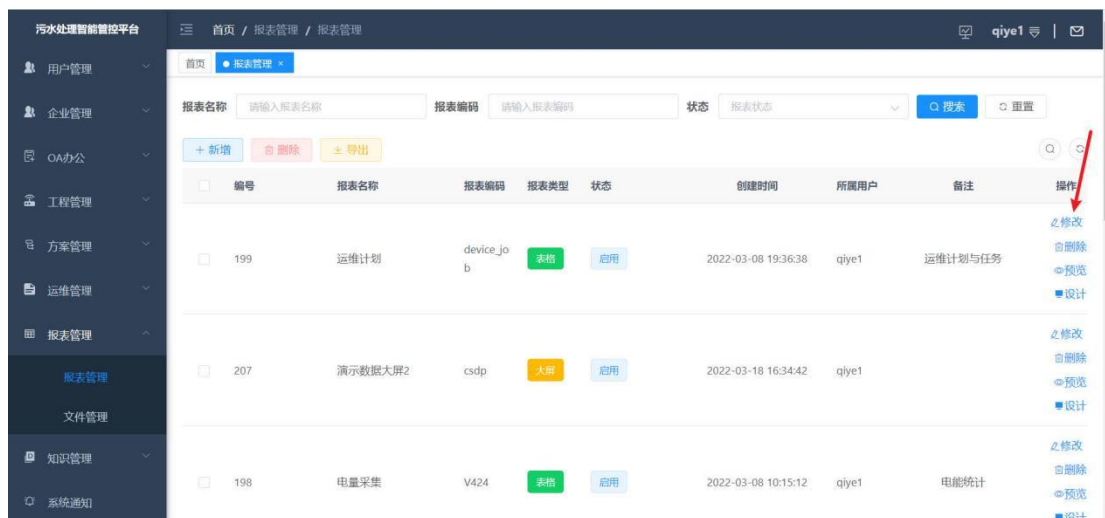 污水处理智能管控平台
首页 / 报表管理 / 报表管理
qiye1
用户管理
企业管理
OA办公
工程管理
方案管理
运维管理
报表管理
报表管理
文件管理
知识管理
系统通知
首页 报表管理 ×
报表名称 请输入报表名称 报表编码 请输入报表编码 状态 报表状态 搜索 重置
+ 新增 删除 导出
编号 报表名称 报表编码 报表类型 状态 创建时间 所属用户 备注 操作
199 运维计划 device_jo
b 表格 启用 2022-03-08 19:36:38 qiye1 运维计划与任务
修改
删除
预览
设计
207 演示数据大屏2 csdp 大屏 启用 2022-03-18 16:34:42 qiye1
修改
删除
预览
设计
198 电量采集 V424 表格 启用 2022-03-08 10:15:12 qiye1 电能统计
修改
删除
预览
设计